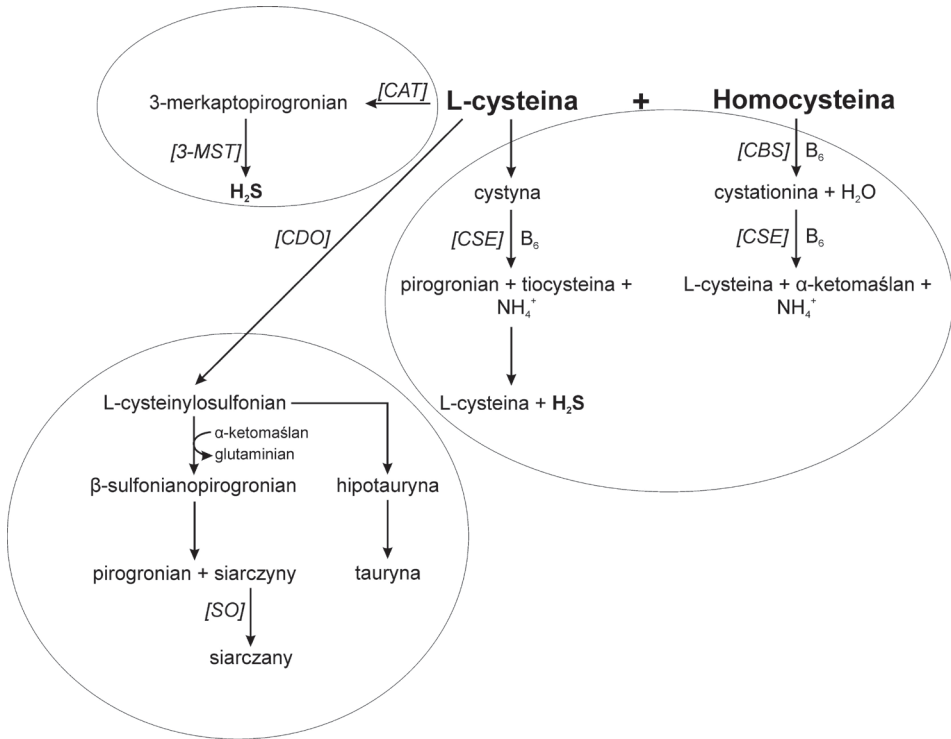 [CAT]
L-cysteina + Homocysteina
3-merkaptopirogronian
[3-MST]
H₂S
[CDO]
cystyna
[CSE] B₆
pirogronian + tiocysteina +
NH₄⁺
L-cysteina + H₂S
[CBS] B₆
cystationina + H₂O
[CSE] B₆
L-cysteina + α-ketomaślan +
NH₄⁺
L-cysteinylosulfonian
α-ketomaślan
glutaminian
β-sulfonianopirogronian
hipotauryna
pirogronian + siarczyny
tauryna
[SO]
siarczany